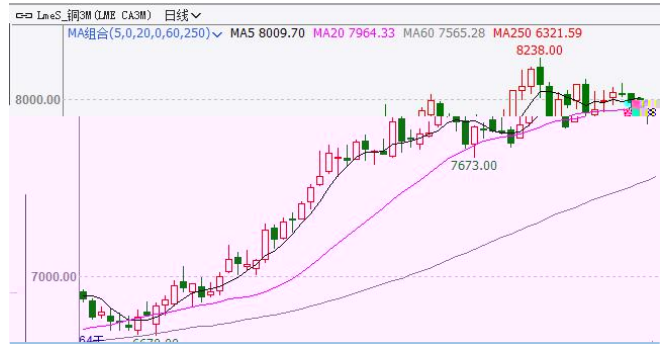 LmeS_铜3M(LME CA3M) 日线
MA组合(5,0,20,0,60,250) MA5 8009.70 MA20 7964.33 MA60 7565.28 MA250 6321.59
8238.00
8000.00
7673.00
7000.00